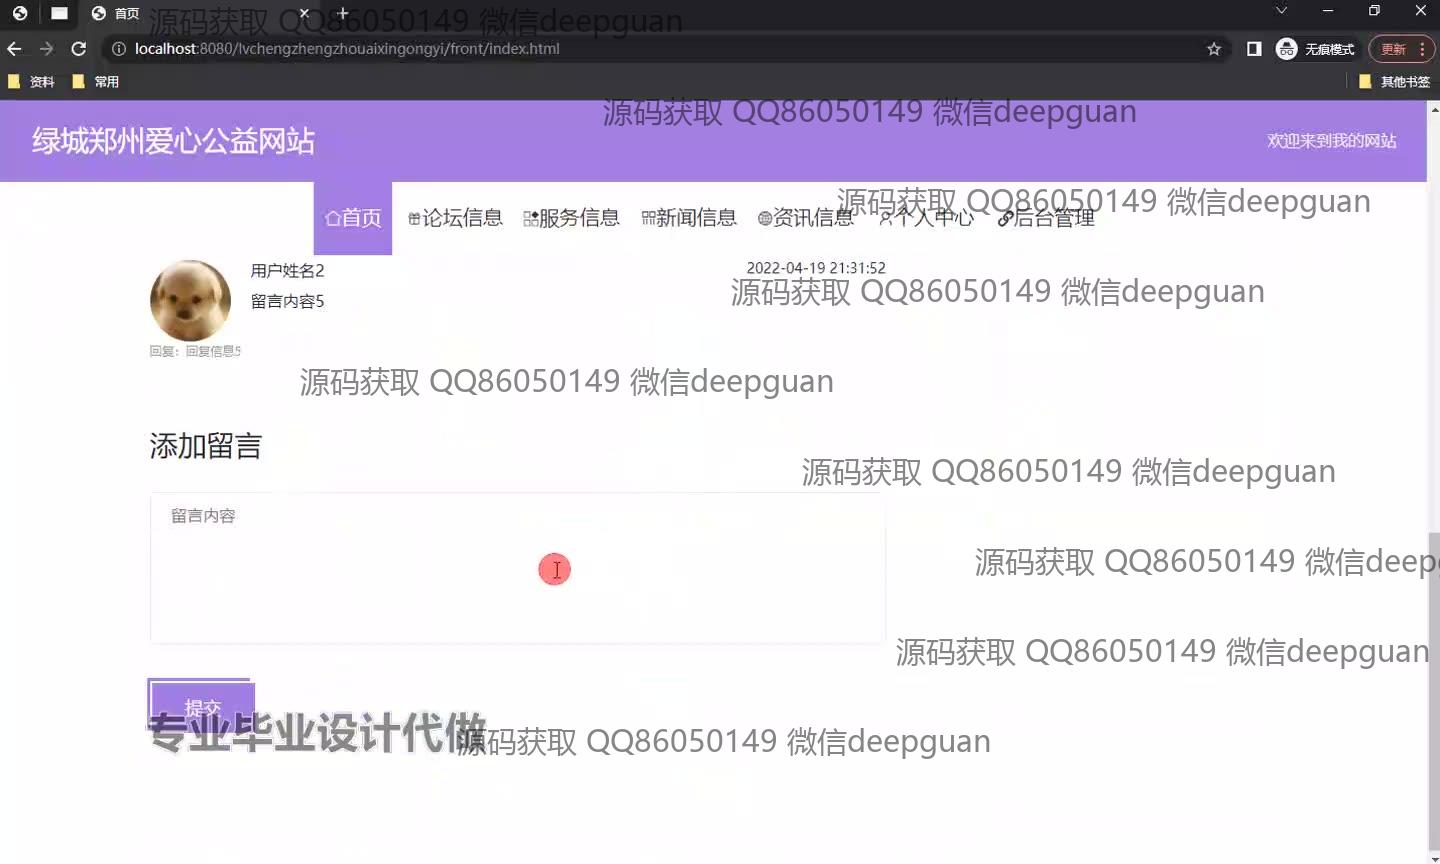 首页
源码获取 QQ86050149 微信deepguan
localhost:8080/lvchengzhengzhouaixingongyi/front/index.html
无痕模式
更新
资料
常用
其他书签
源码获取 QQ86050149 微信deepguan
绿城郑州爱心公益网站
欢迎来到我的网站
源码获取 QQ86050149 微信deepguan
首页
论坛信息
服务信息
新闻信息
资讯信息
个人中心
后台管理
用户姓名2
2022-04-19 21:31:52
源码获取 QQ86050149 微信deepguan
留言内容5
回复：回复信息5
源码获取 QQ86050149 微信deepguan
添加留言
源码获取 QQ86050149 微信deepguan
留言内容
源码获取 QQ86050149 微信deep
源码获取 QQ86050149 微信deepguan
提交
专业毕业设计代做
源码获取 QQ86050149 微信deepguan